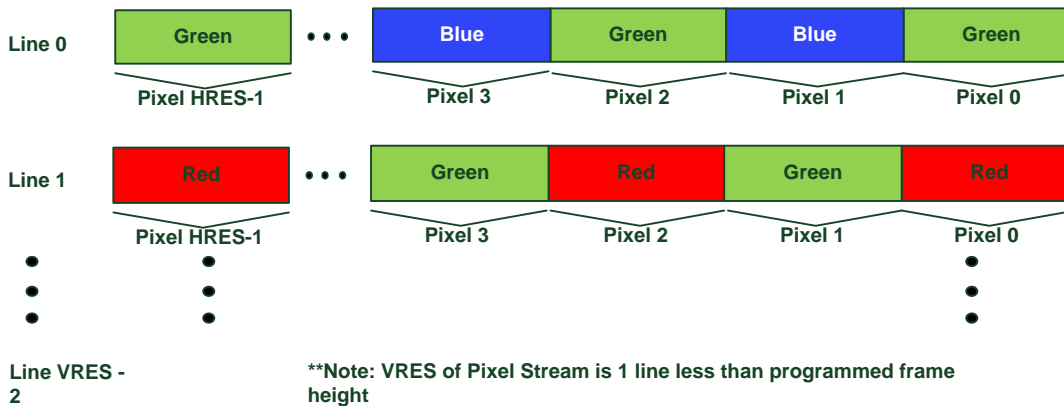 Line 0
Green • • • Blue Green Blue Green
Pixel HRES-1 Pixel 3 Pixel 2 Pixel 1 Pixel 0
Line 1
Red • • • Green Red Green Red
Pixel HRES-1 Pixel 3 Pixel 2 Pixel 1 Pixel 0
Line VRES -
2
**Note: VRES of Pixel Stream is 1 line less than programmed frame
height